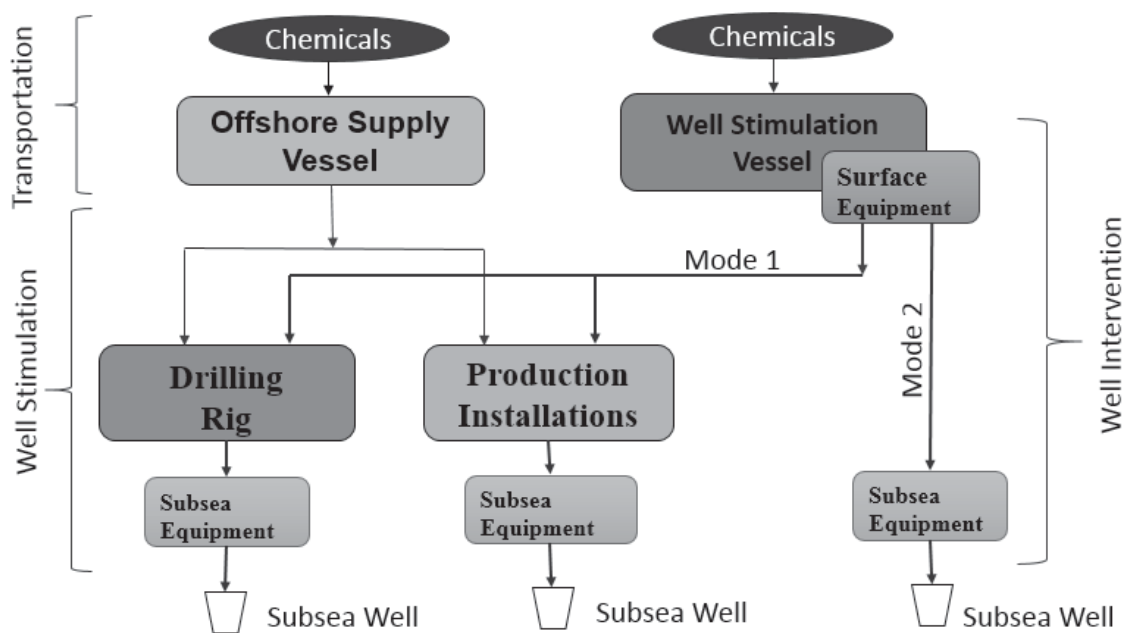 Chemicals
Chemicals
Transportation
Offshore Supply
Vessel
Well Stimulation
Vessel
Surface
Equipment
Mode 1
Mode 2
Well Stimulation
Well Intervention
Drilling
Rig
Production
Installations
Subsea
Equipment
Subsea
Equipment
Subsea
Equipment
Subsea Well
Subsea Well
Subsea Well